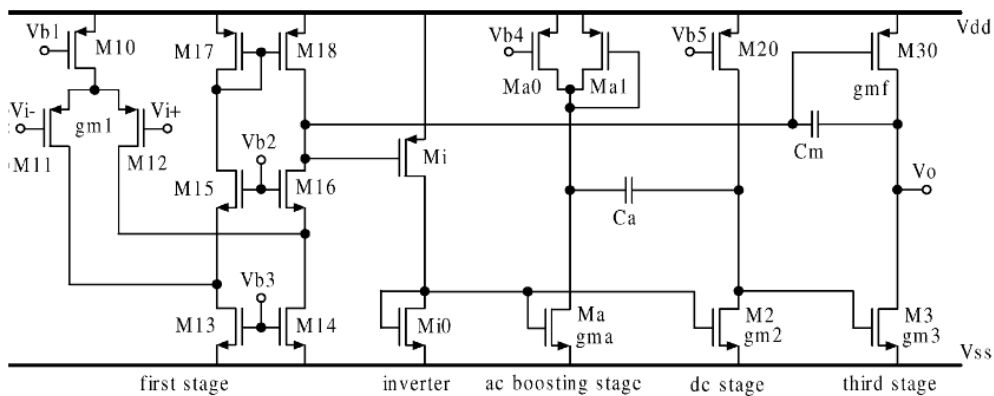 Vb1
M10
M17
M18
Vb4
Ma0
Ma1
Vb5
M20
M30
gmf
Vdd
Vi-
gm1
Vi+
M11
M12
Vb2
M15
M16
Mi
Cm
Ca
Vo
Vb3
M13
M14
Mi0
Ma
gma
M2
gm2
M3
gm3
Vss
first stage
inverter
ac boosting stage
dc stage
third stage